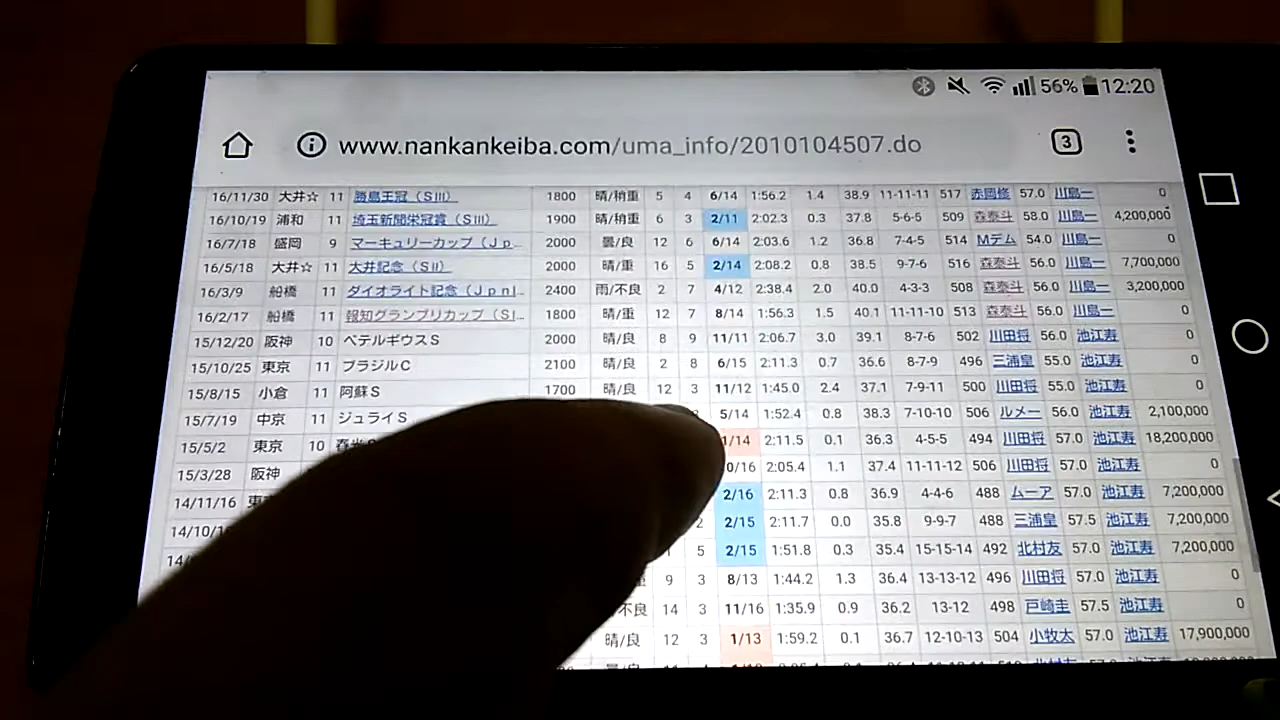 56% 12:20
www.nankankeiba.com/uma_info/2010104507.do 3
16/11/30 大井☆ 11 勝島王冠（SIII） 1800 晴/稍重 5 4 6/14 1:56.2 1.4 38.9 11-11-11 517 赤岡修 57.0 川島一 0
16/10/19 浦和 11 埼玉新聞栄冠賞（SIII） 1900 晴/稍重 6 3 2/11 2:02.3 0.3 37.8 5-6-5 509 森泰斗 58.0 川島一 4,200,000
16/7/18 盛岡 9 マーキュリーカップ（Jp... 2000 曇/良 12 6 6/14 2:03.6 1.2 36.8 7-4-5 514 Mデム 54.0 川島一 0
16/5/18 大井☆ 11 大井記念（SII） 2000 晴/重 16 5 2/14 2:08.2 0.8 38.5 9-7-6 516 森泰斗 56.0 川島一 7,700,000
16/3/9 船橋 11 ダイオライト記念（JpnI... 2400 雨/不良 2 7 4/12 2:38.4 2.0 40.0 4-3-3 508 森泰斗 56.0 川島一 3,200,000
16/2/17 船橋 11 報知グランプリカップ（SI... 1800 晴/重 12 7 8/14 1:56.3 1.5 40.1 11-11-10 513 森泰斗 56.0 川島一 0
15/12/20 阪神 10 ベテルギウスS 2000 晴/良 8 9 11/11 2:06.7 3.0 39.1 8-7-6 502 川田将 57.0 池江寿 0
15/10/25 東京 11 ブラジルC 2100 晴/良 2 8 6/15 2:11.3 0.7 36.6 8-7-9 496 三浦皇 55.0 池江寿 0
15/8/15 小倉 11 阿蘇S 1700 晴/良 12 3 11/12 1:45.0 2.4 37.1 7-9-11 500 川田将 55.0 池江寿 0
15/7/19 中京 11 ジュライS 5/14 1:52.4 0.8 38.3 7-10-10 506 ルメー 56.0 池江寿 2,100,000
15/5/2 東京 10 1/14 2:11.5 0.1 36.3 4-5-5 494 川田将 57.0 池江寿 18,200,000
15/3/28 阪神 0/16 2:05.4 1.1 37.4 11-11-12 506 川田将 57.0 池江寿 0
14/11/16 2/16 2:11.3 0.8 36.9 4-4-6 488 ムーア 57.0 池江寿 7,200,000
14/10/1 2 2/15 2:11.7 0.0 35.8 9-9-7 488 三浦皇 57.5 池江寿 7,200,000
14/ 5 2/15 1:51.8 0.3 35.4 15-15-14 492 北村友 57.0 池江寿 7,200,000
重 9 3 8/13 1:44.2 1.3 36.4 13-13-12 496 川田将 57.0 池江寿 0
不良 14 3 11/16 1:35.9 0.9 36.2 13-12 498 戸崎圭 57.5 池江寿 0
晴/良 12 3 1/13 1:59.2 0.1 36.7 12-10-13 504 小牧太 57.0 池江寿 17,900,000